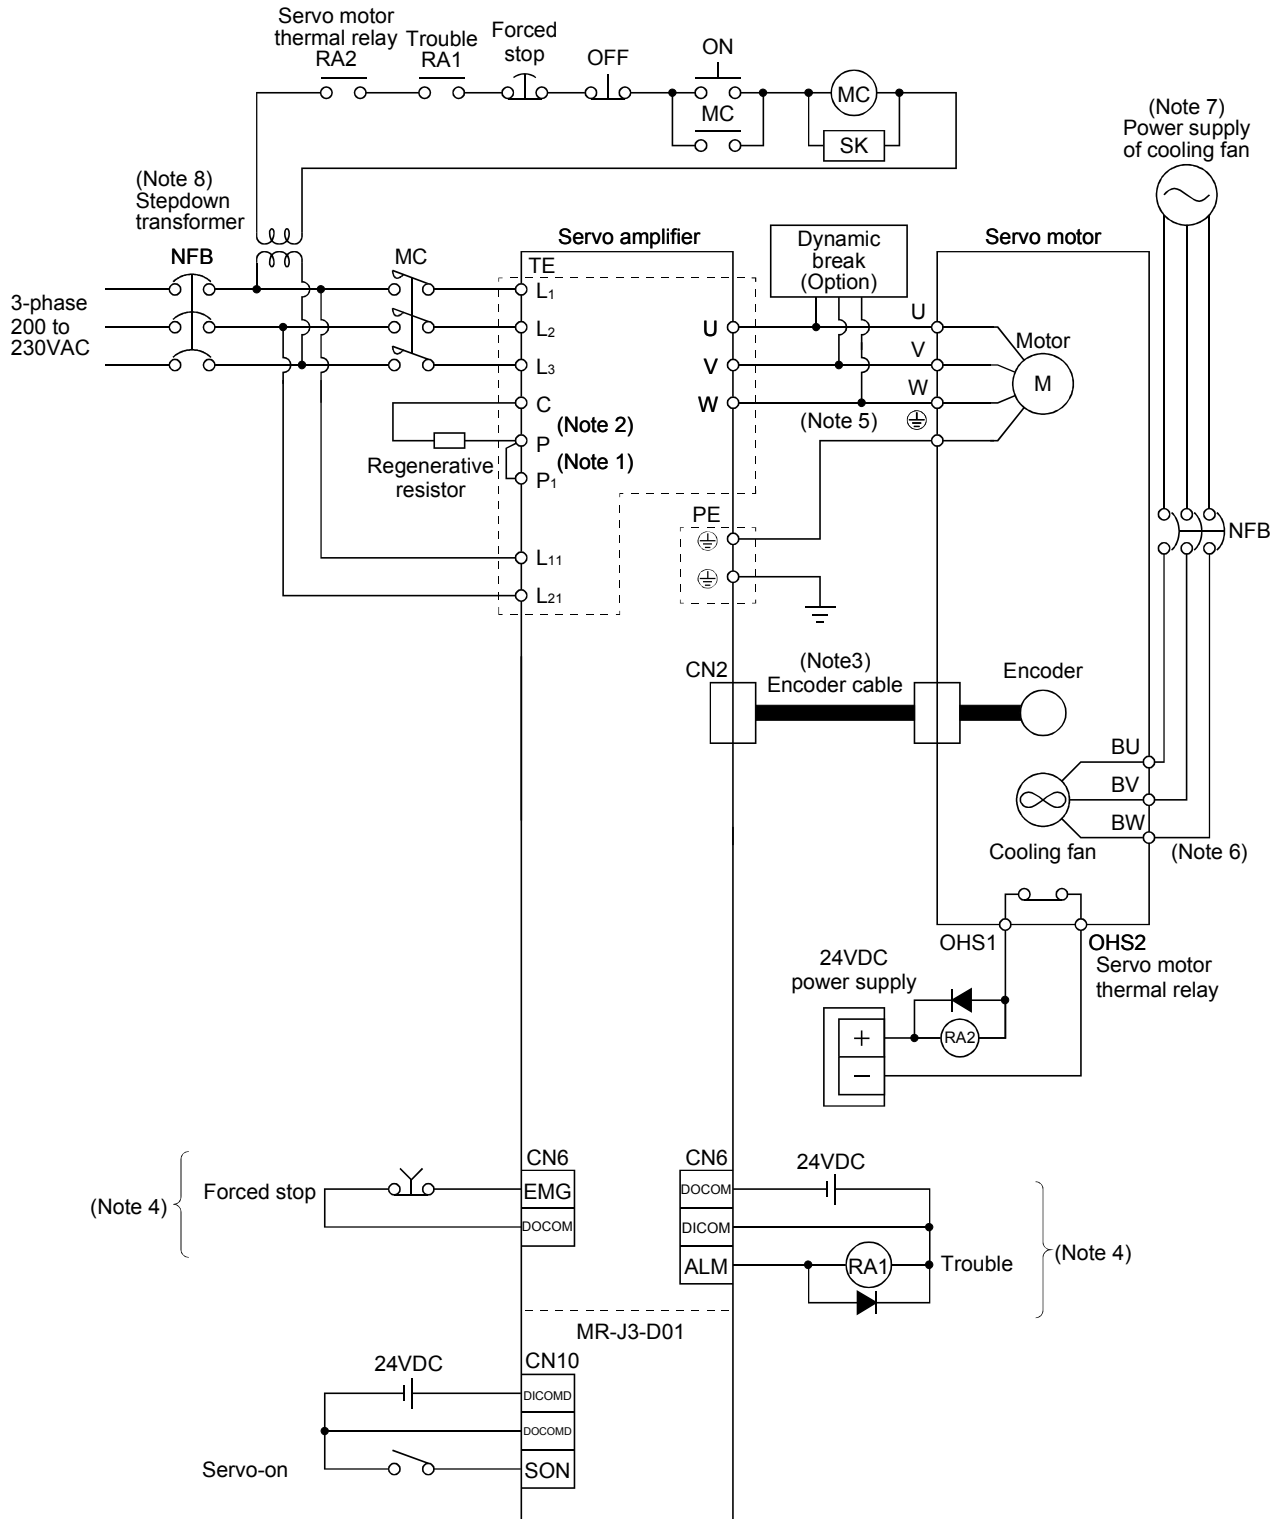 Servo motor
thermal relay
RA2
Trouble
RA1
Forced
stop
OFF
ON
MC
MC
SK
(Note 7)
Power supply
of cooling fan
(Note 8)
Stepdown
transformer
NFB
MC
3-phase
200 to
230VAC
Servo amplifier
TE
L1
L2
L3
C
P
P1
(Note 2)
(Note 1)
Regenerative
resistor
L11
L21
U
V
W
PE
Dynamic
break
(Option)
Servo motor
U
V
W
(Note 5)
Motor
M
NFB
CN2
(Note3)
Encoder cable
Encoder
BU
BV
BW
Cooling fan
(Note 6)
OHS1
OHS2
Servo motor
thermal relay
24VDC
power supply
+
−
RA2
(Note 4)
Forced stop
CN6
EMG
DOCOM
CN6
DOCOM
DICOM
ALM
24VDC
RA1
Trouble
(Note 4)
MR-J3-D01
CN10
24VDC
DICOMD
DOCOMD
SON
Servo-on